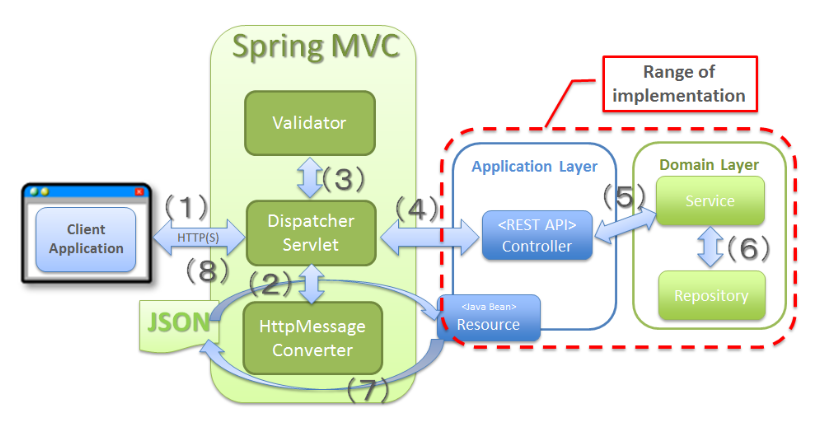 Spring MVC
Range of
implementation
Validator
Application Layer
Domain Layer
(3)
(1)
(4)
(5)
Client
Application
HTTP(S)
Dispatcher
Servlet
<REST API>
Controller
Service
(8)
(2)
(6)
JSON
HttpMessage
Converter
<Java Bean>
Resource
Repository
(7)